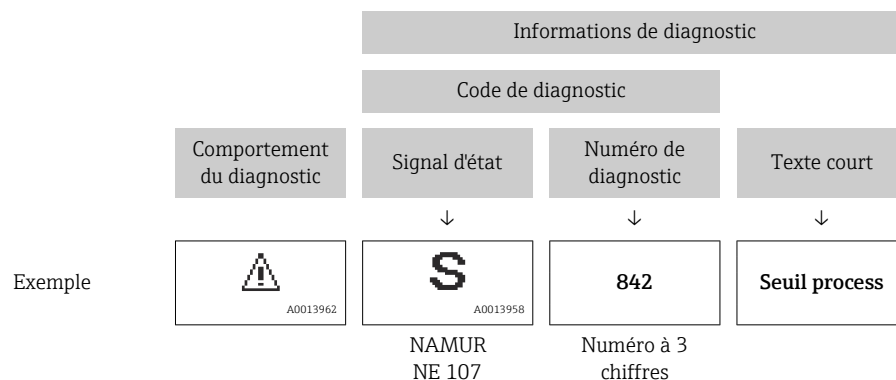 Informations de diagnostic
Code de diagnostic
Comportement
du diagnostic
Signal d'état
Numéro de
diagnostic
Texte court
↓ ↓ ↓
Exemple
A0013962
S
A0013958
842
Seuil process
NAMUR
NE 107
Numéro à 3
chiffres